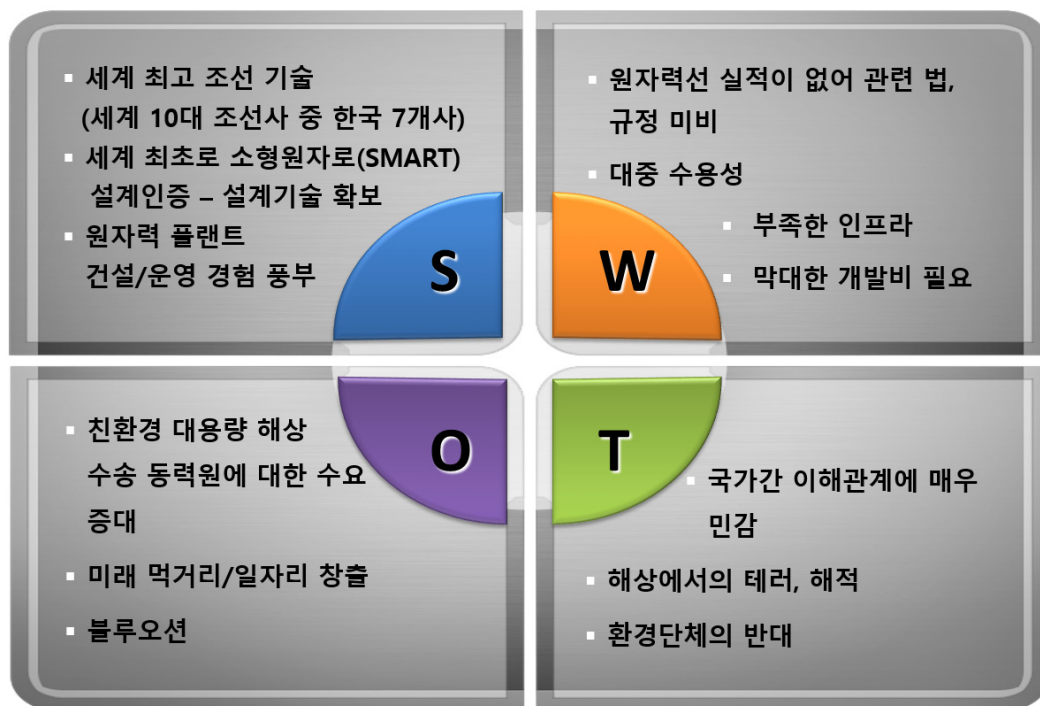 ▪ 세계 최고 조선 기술
(세계 10대 조선사 중 한국 7개사)
▪ 세계 최초로 소형원자로(SMART)
설계인증 – 설계기술 확보
▪ 원자력 플랜트
건설/운영 경험 풍부
S
▪ 원자력선 실적이 없어 관련 법,
규정 미비
▪ 대중 수용성
▪ 부족한 인프라
▪ 막대한 개발비 필요
W
▪ 친환경 대용량 해상
수송 동력원에 대한 수요
증대
▪ 미래 먹거리/일자리 창출
▪ 블루오션
O
T
▪ 국가간 이해관계에 매우
민감
▪ 해상에서의 테러, 해적
▪ 환경단체의 반대